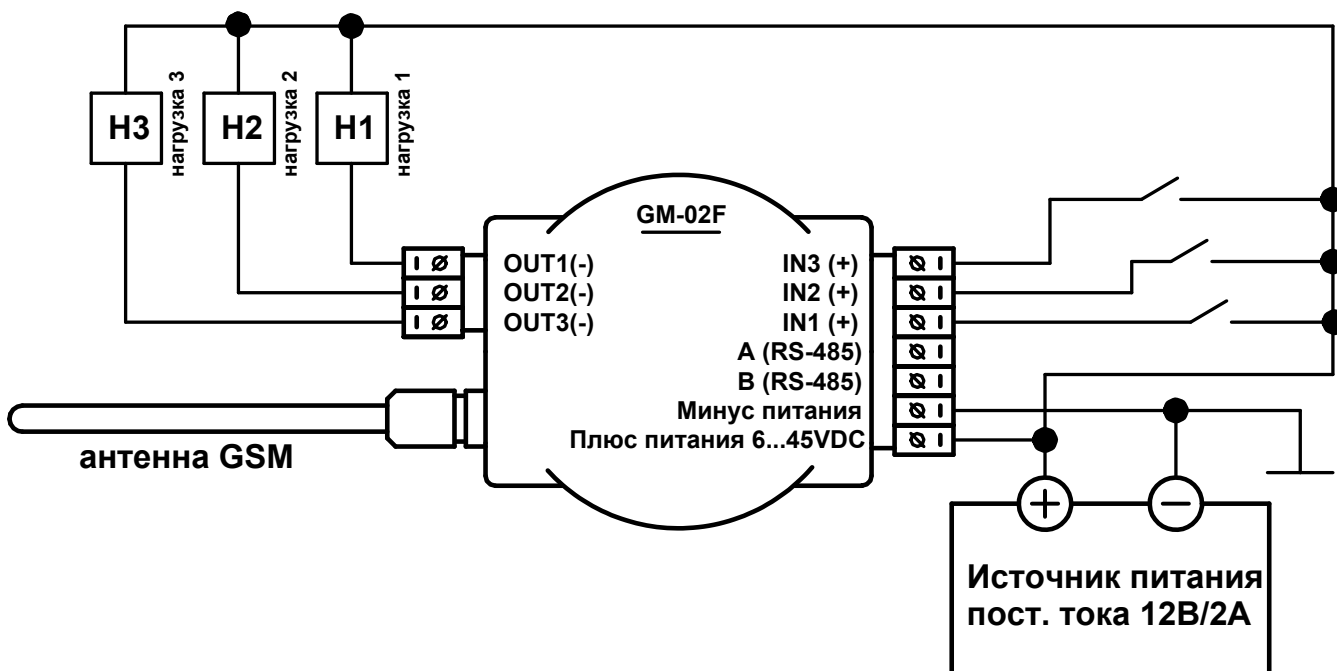 H3
нагрузка 3
H2
нагрузка 2
H1
нагрузка 1
GM-02F
OUT1(-)
OUT2(-)
OUT3(-)
IN3 (+)
IN2 (+)
IN1 (+)
A (RS-485)
B (RS-485)
Минус питания
Плюс питания 6...45VDC
антенна GSM
+
−
Источник питания
пост. тока 12В/2А